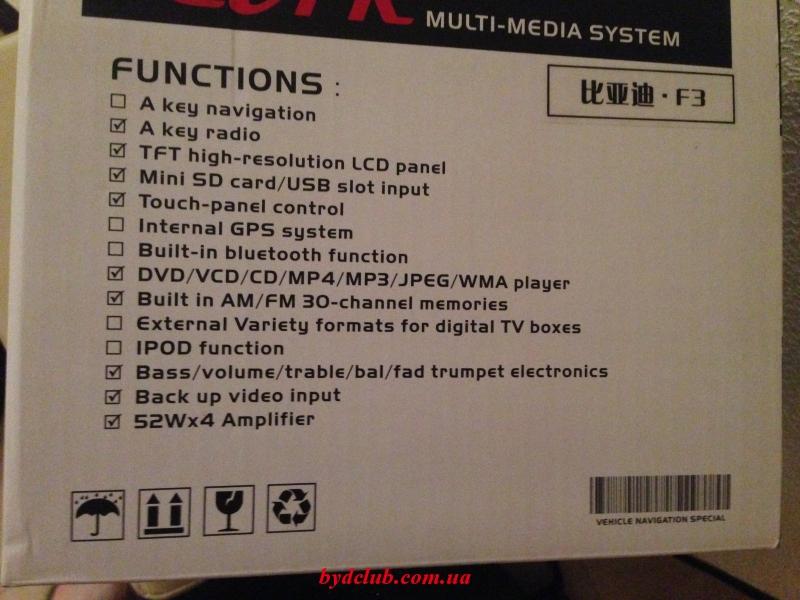 MULTI-MEDIA SYSTEM
FUNCTIONS :
比亚迪·F3
☐ A key navigation
☑ A key radio
☑ TFT high-resolution LCD panel
☑ Mini SD card/USB slot input
☑ Touch-panel control
☐ Internal GPS system
☐ Built-in bluetooth function
☑ DVD/VCD/CD/MP4/MP3/JPEG/WMA player
☑ Built in AM/FM 30-channel memories
☐ External Variety formats for digital TV boxes
☐ IPOD function
☑ Bass/volume/trable/bal/fad trumpet electronics
☑ Back up video input
☑ 52Wx4 Amplifier
VEHICLE NAVIGATION SPECIAL
bydclub.com.ua